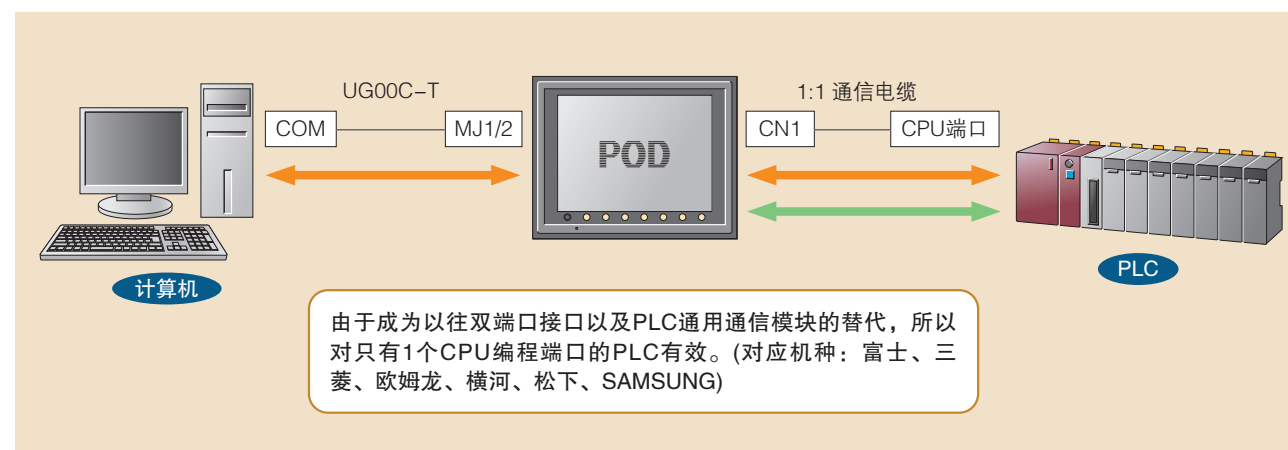 UG00C-T
1:1 通信电缆
COM
MJ1/2
CN1
CPU端口
POD
计算机
PLC
由于成为以往双端口接口以及PLC通用通信模块的替代，所以
对只有1个CPU编程端口的PLC有效。(对应机种：富士、三
菱、欧姆龙、横河、松下、SAMSUNG)